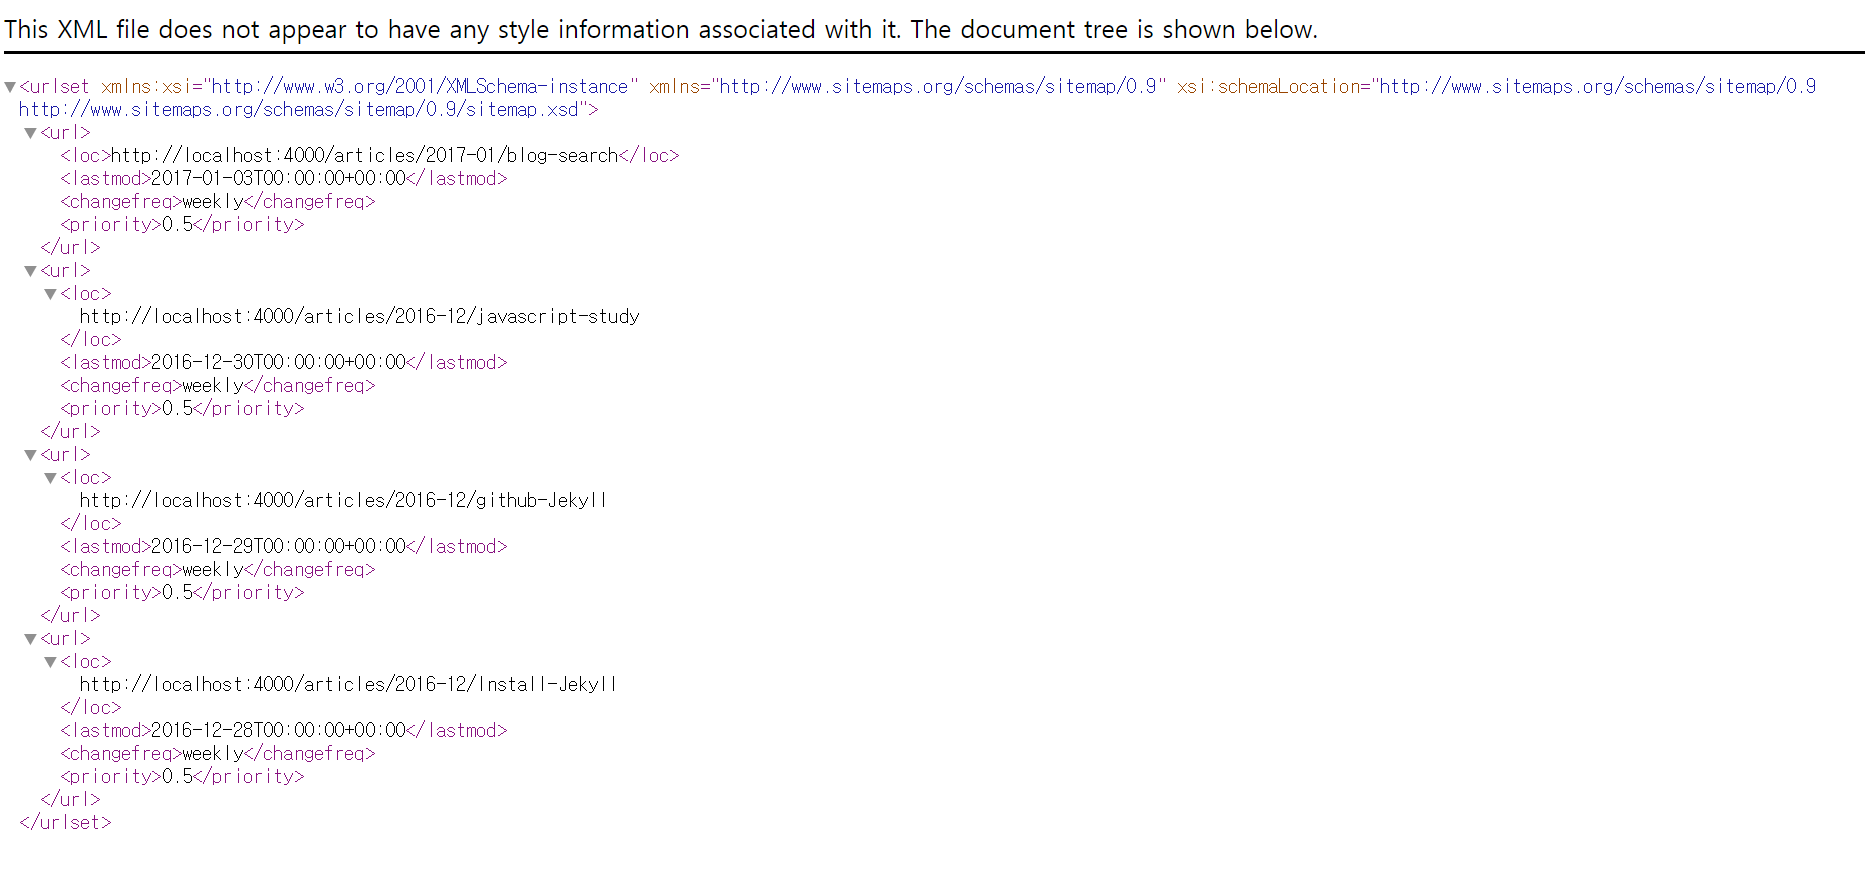 This XML file does not appear to have any style information associated with it. The document tree is shown below.
▼<urlset xmlns:xsi="http://www.w3.org/2001/XMLSchema-instance" xmlns="http://www.sitemaps.org/schemas/sitemap/0.9" xsi:schemaLocation="http://www.sitemaps.org/schemas/sitemap/0.9
http://www.sitemaps.org/schemas/sitemap/0.9/sitemap.xsd">
▼<url>
<loc>http://localhost:4000/articles/2017-01/blog-search</loc>
<lastmod>2017-01-03T00:00:00+00:00</lastmod>
<changefreq>weekly</changefreq>
<priority>0.5</priority>
</url>
▼<url>
▼<loc>
http://localhost:4000/articles/2016-12/javascript-study
</loc>
<lastmod>2016-12-30T00:00:00+00:00</lastmod>
<changefreq>weekly</changefreq>
<priority>0.5</priority>
</url>
▼<url>
▼<loc>
http://localhost:4000/articles/2016-12/github-Jekyll
</loc>
<lastmod>2016-12-29T00:00:00+00:00</lastmod>
<changefreq>weekly</changefreq>
<priority>0.5</priority>
</url>
▼<url>
▼<loc>
http://localhost:4000/articles/2016-12/Install-Jekyll
</loc>
<lastmod>2016-12-28T00:00:00+00:00</lastmod>
<changefreq>weekly</changefreq>
<priority>0.5</priority>
</url>
</urlset>